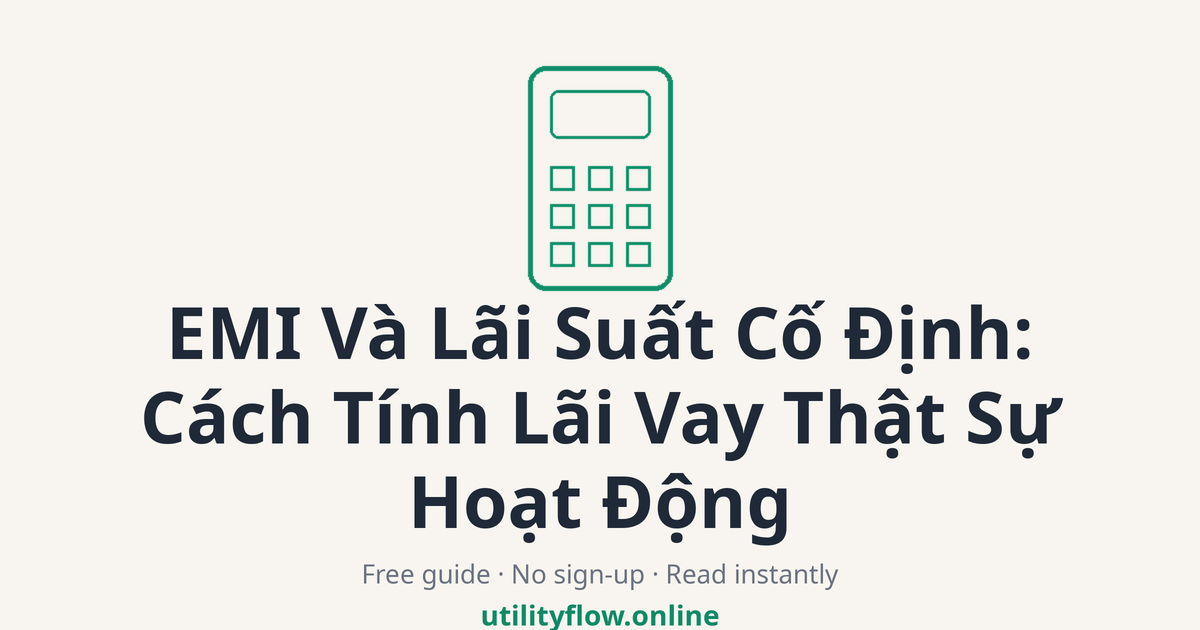 EMI Và Lãi Suất Cố Định:
Cách Tính Lãi Vay Thật Sự
Hoạt Động
Free guide · No sign-up · Read instantly
utilityflow.online